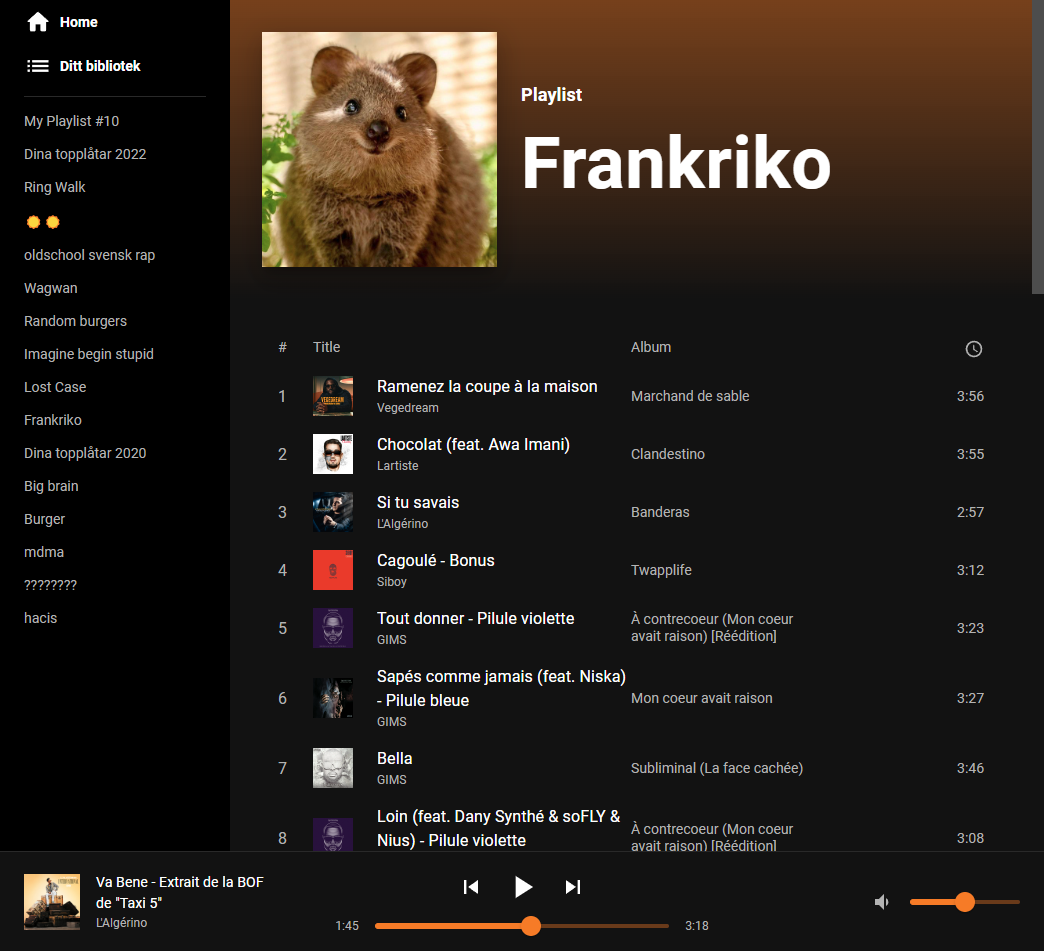 Home
Ditt bibliotek
My Playlist #10
Dina topplåtar 2022
Ring Walk
oldschool svensk rap
Wagwan
Random burgers
Imagine begin stupid
Lost Case
Frankriko
Dina topplåtar 2020
Big brain
Burger
mdma
????????
hacis
Playlist
Frankriko
# Title Album
1 Ramenez la coupe à la maison Marchand de sable 3:56
Vegedream
2 Chocolat (feat. Awa Imani) Clandestino 3:55
Lartiste
3 Si tu savais Banderas 2:57
L'Algérino
4 Cagoulé - Bonus Twapplife 3:12
Siboy
5 Tout donner - Pilule violette À contrecoeur (Mon coeur 3:23
GIMS avait raison) [Réédition]
6 Sapés comme jamais (feat. Niska) Mon coeur avait raison 3:27
- Pilule bleue
GIMS
7 Bella Subliminal (La face cachée) 3:46
GIMS
8 Loin (feat. Dany Synthé & soFLY & À contrecoeur (Mon coeur 3:08
Nius) - Pilule violette avait raison) [Réédition]
Va Bene - Extrait de la BOF
de "Taxi 5"
L'Algérino
1:45 3:18